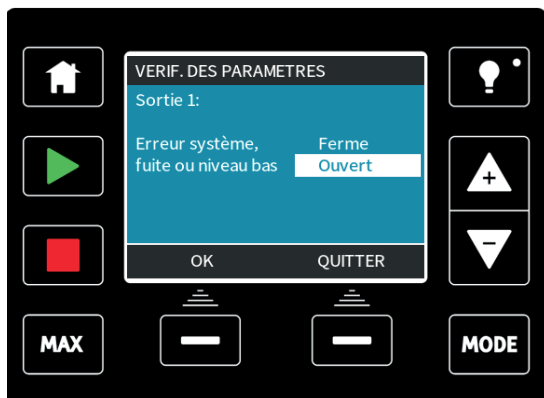 VERIF. DES PARAMETRES
Sortie 1:
Erreur système, Ferme
fuite ou niveau bas Ouvert
OK QUITTER
+
-
MAX
MODE